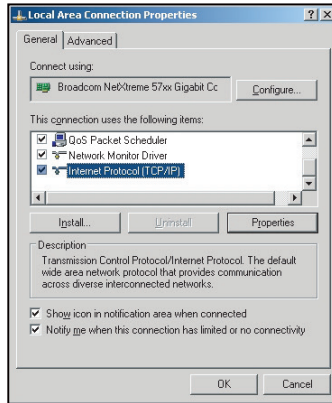 Local Area Connection Properties
General Advanced
Connect using:
Broadcom NetXtreme 57xx Gigabit Cc Configure...
This connection uses the following items:
QoS Packet Scheduler
Network Monitor Driver
Internet Protocol (TCP/IP)
Install... Uninstall Properties
Description
Transmission Control Protocol/Internet Protocol. The default
wide area network protocol that provides communication
across diverse interconnected networks.
Show icon in notification area when connected
Notify me when this connection has limited or no connectivity
OK Cancel